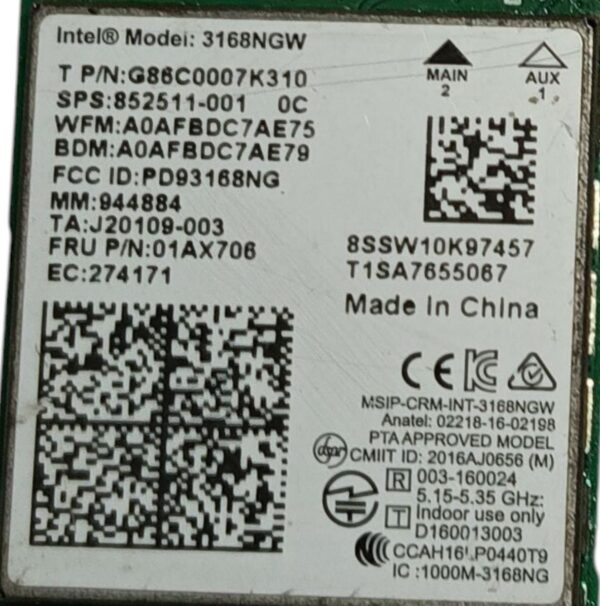 Intel® Model: 3168NGW
MAIN
2
AUX
1
T P/N:G86C0007K310
SPS:852511-001 0C
WFM:A0AFBDC7AE75
BDM:A0AFBDC7AE79
FCC ID:PD93168NG
MM:944884
TA:J20109-003
FRU P/N:01AX706
EC:274171
8SSW10K97457
T1SA7655067
Made in China
CE
MSIP-CRM-INT-3168NGW
Anatel: 02218-16-02198
PTA APPROVED MODEL
CMIIT ID: 2016AJ0656 (M)
R 003-160024
5.15-5.35 GHz:
Indoor use only
T D160013003
IC :1000M-3168NG